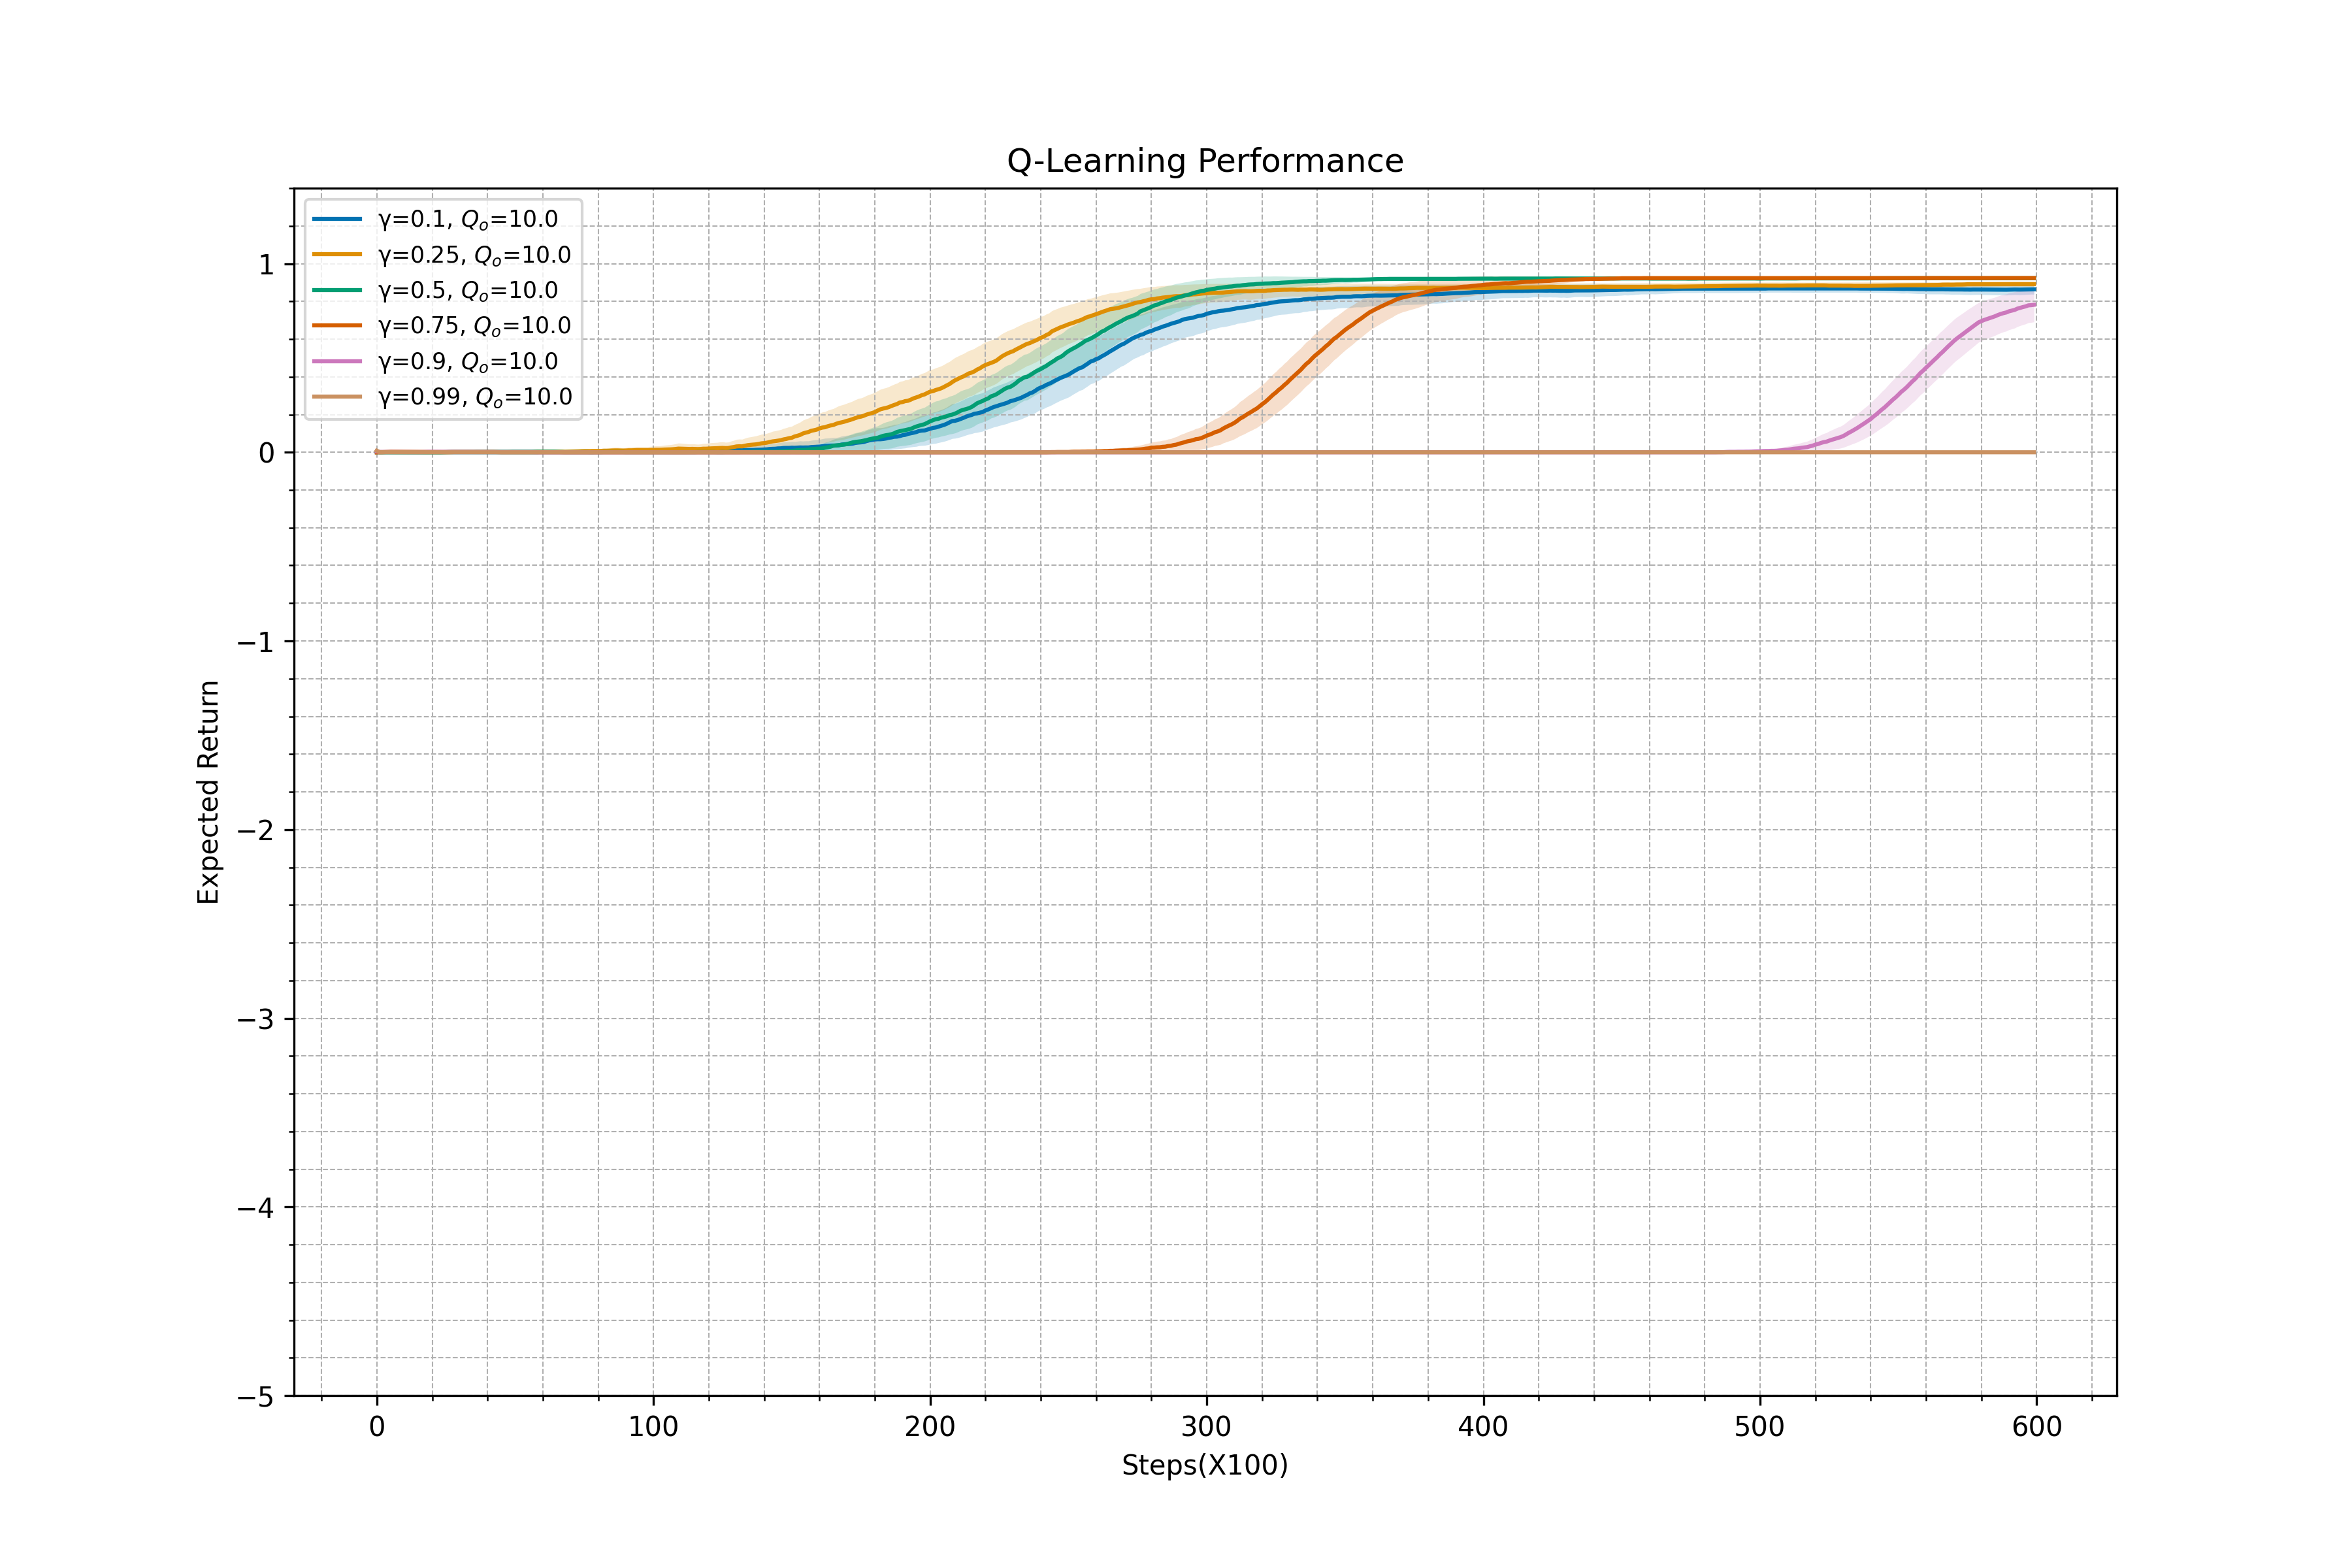 Q-Learning Performance
γ=0.1, Qₒ=10.0
γ=0.25, Qₒ=10.0
γ=0.5, Qₒ=10.0
γ=0.75, Qₒ=10.0
γ=0.9, Qₒ=10.0
γ=0.99, Qₒ=10.0
Expected Return
1
0
−1
−2
−3
−4
−5
0 100 200 300 400 500 600
Steps(X100)